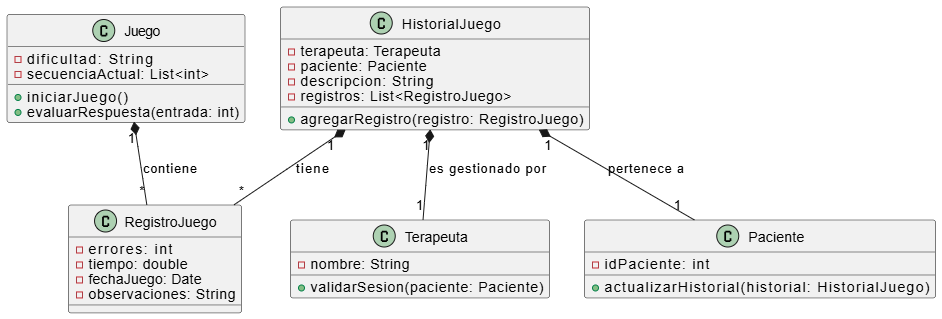 C Juego
dificultad: String
secuenciaActual: List<int>
iniciarJuego()
evaluarRespuesta(entrada: int)
C HistorialJuego
terapeuta: Terapeuta
paciente: Paciente
descripcion: String
registros: List<RegistroJuego>
agregarRegistro(registro: RegistroJuego)
1
contiene
*
1
tiene
*
1
es gestionado por
1
1
pertenece a
1
C RegistroJuego
errores: int
tiempo: double
fechaJuego: Date
observaciones: String
C Terapeuta
nombre: String
validarSesion(paciente: Paciente)
C Paciente
idPaciente: int
actualizarHistorial(historial: HistorialJuego)